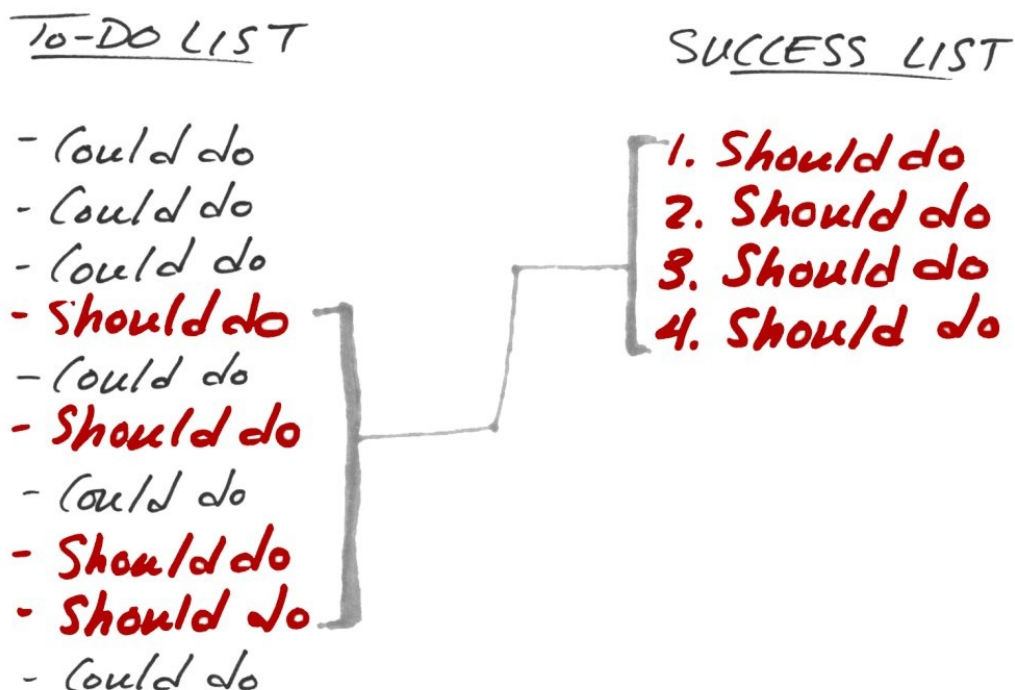 TO-DO LIST
- Could do
- Could do
- Could do
- Should do
- Could do
- Should do
- Could do
- Should do
- Should do
- Could do
SUCCESS LIST
1. Should do
2. Should do
3. Should do
4. Should do